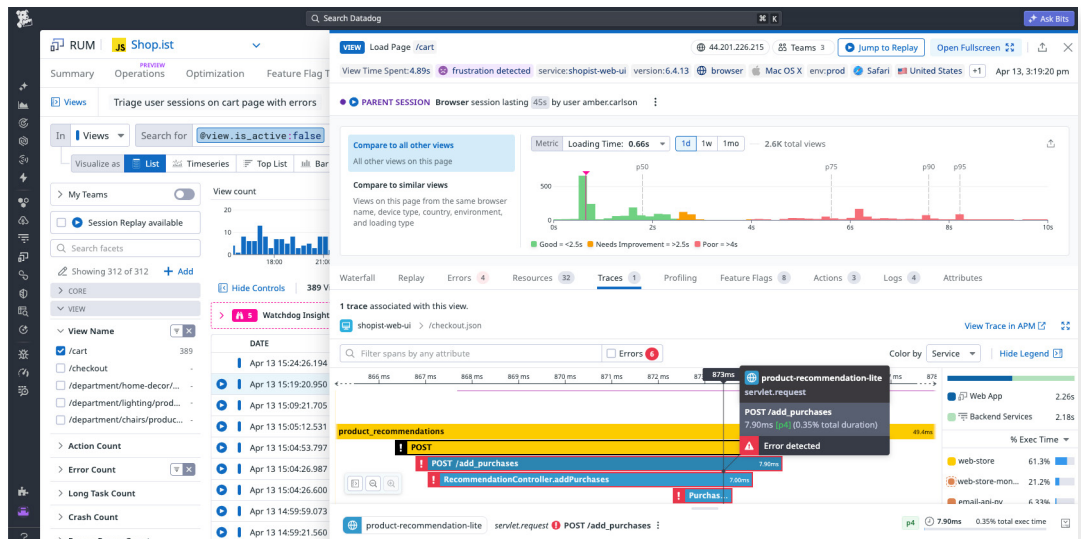 Search Datadog
⌘ K
Ask Bits
RUM
JS Shop.ist
Summary
PREVIEW
Operations
Optimization
Feature Flag T
Views
Triage user sessions on cart page with errors
In
Views
Search for
@view.is_active:false
Visualize as
List
Timeseries
Top List
Bar
My Teams
Session Replay available
Search facets
Showing 312 of 312
+ Add
CORE
VIEW
View Name
/cart
389
/checkout
-
/department/home-decor/...
-
/department/lighting/prod...
-
/department/chairs/produc...
-
Action Count
Error Count
Long Task Count
Crash Count
View count
20
10
0
18:00
21:00
Hide Controls
389 Vi
5 Watchdog Insight
DATE
Apr 13 15:24:26.194
Apr 13 15:19:20.950
Apr 13 15:09:21.705
Apr 13 15:05:12.531
Apr 13 15:04:53.797
Apr 13 15:04:26.987
Apr 13 15:04:26.600
Apr 13 14:59:59.073
Apr 13 14:59:21.560
VIEW
Load Page /cart
44.201.226.215
Teams 3
Jump to Replay
Open Fullscreen
View Time Spent:4.89s
frustration detected
service:shopist-web-ui
version:6.4.13
browser
Mac OS X
env:prod
Safari
United States
+1
Apr 13, 3:19:20 pm
PARENT SESSION Browser session lasting 45s by user amber.carlson
Compare to all other views
All other views on this page
Compare to similar views
Views on this page from the same browser
name, device type, country, environment,
and loading type
Metric
Loading Time: 0.66s
1d
1w
1mo
2.6K total views
p50
p75
p90
p95
500
0
0s
2s
4s
6s
8s
10s
Good = <2.5s
Needs Improvement = >2.5s
Poor = >4s
Waterfall
Replay
Errors 4
Resources 32
Traces 1
Profiling
Feature Flags 8
Actions 3
Logs 4
Attributes
1 trace associated with this view.
shopist-web-ui > /checkout.json
View Trace in APM
Filter spans by any attribute
Errors 6
Color by
Service
Hide Legend
866 ms
867 ms
868 ms
869 ms
870 ms
871 ms
872 ms
873ms
878
product-recommendation-lite
servlet.request
POST /add_purchases
7.90ms [p4] (0.35% total duration)
Error detected
product_recommendations
49.4ms
POST
POST /add_purchases
7.90ms
RecommendationController.addPurchases
7.00ms
Purchas...
Web App
2.26s
Backend Services
2.18s
% Exec Time
web-store
61.3%
web-store-mon...
21.2%
email-api-py
6.33%
product-recommendation-lite
servlet.request
POST /add_purchases
p4
7.90ms
0.35% total exec time